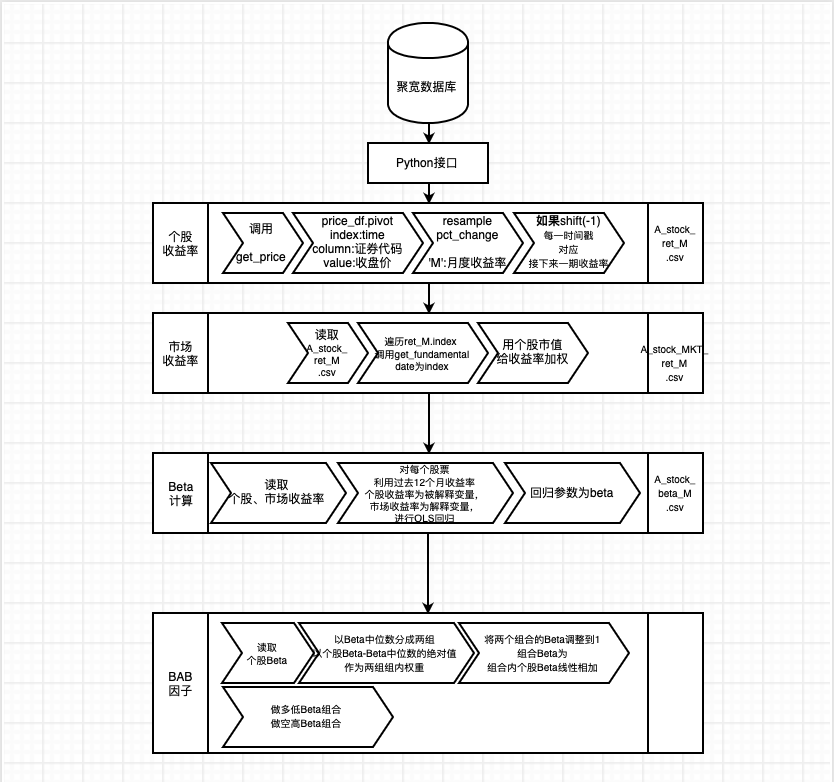 聚宽数据库
Python接口
个股
收益率
调用
get_price
price_df.pivot
index:time
column:证券代码
value:收盘价
resample
pct_change
'M':月度收益率
如果shift(-1)
每一时间戳
对应
接下来一期收益率
A_stock_
ret_M
.csv
市场
收益率
读取
A_stock_
ret_M
.csv
遍历ret_M.index
调用get_fundamental
date为index
用个股市值
给收益率加权
A_stock_MKT_
ret_M
.csv
Beta
计算
读取
个股、市场收益率
对每个股票
利用过去12个月收益率
个股收益率为被解释变量,
市场收益率为解释变量,
进行OLS回归
回归参数为beta
A_stock_
beta_M
.csv
BAB
因子
读取
个股Beta
以Beta中位数分成两组
以个股Beta-Beta中位数的绝对值
作为两组组内权重
将两个组合的Beta调整到1
组合Beta为
组合内个股Beta线性相加
做多低Beta组合
做空高Beta组合